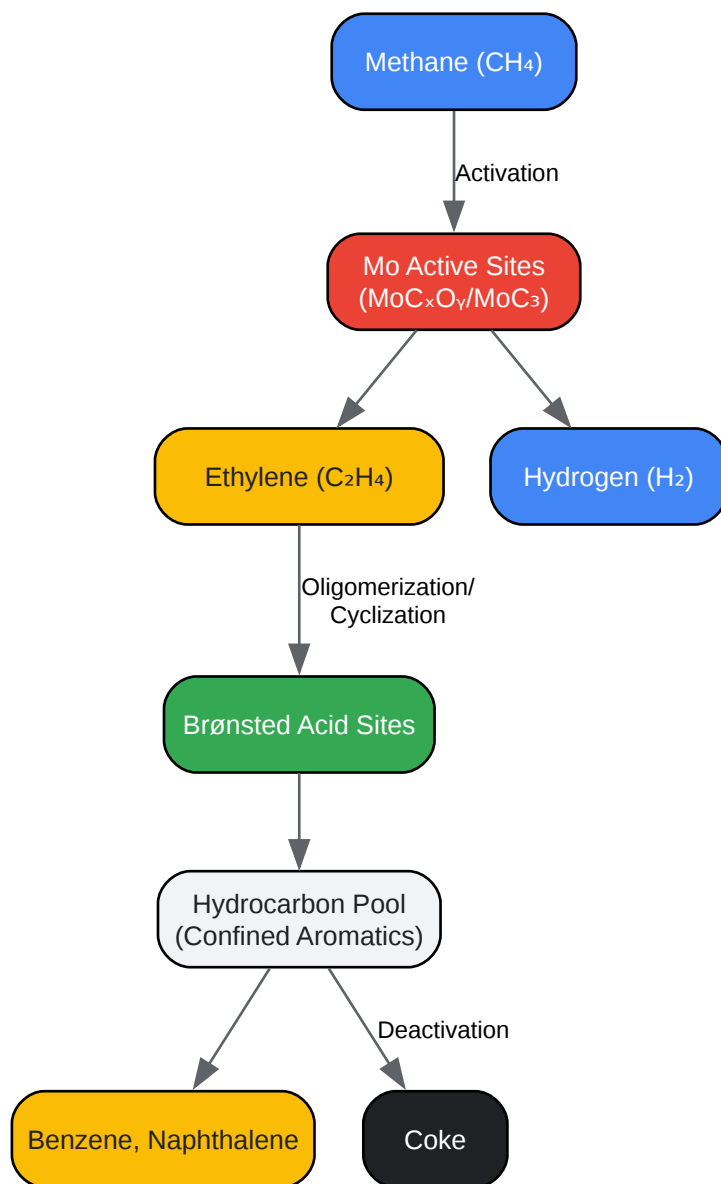 Methane (CH₄)
Activation
Mo Active Sites
(MoCₓOᵧ/MoC₃)
Ethylene (C₂H₄)
Hydrogen (H₂)
Oligomerization/
Cyclization
Brønsted Acid Sites
Hydrocarbon Pool
(Confined Aromatics)
Deactivation
Benzene, Naphthalene
Coke